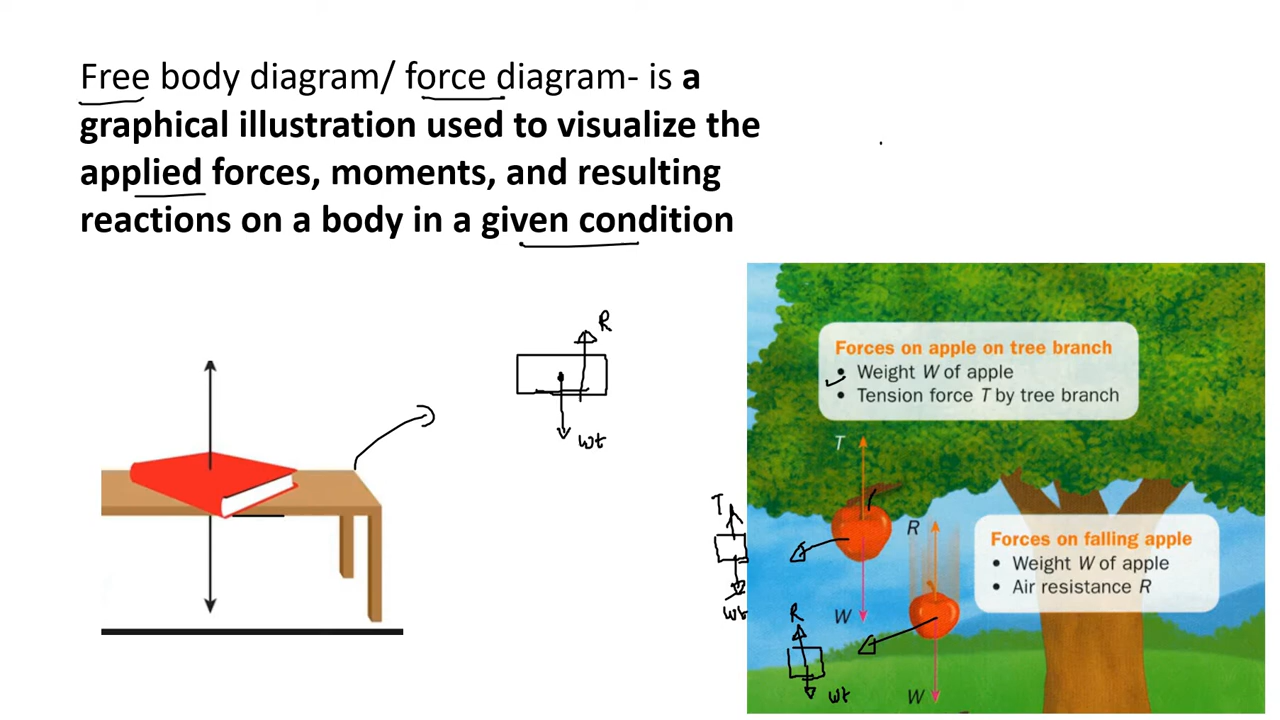 Free body diagram/ force diagram- is a
graphical illustration used to visualize the
applied forces, moments, and resulting
reactions on a body in a given condition
R
wt
Forces on apple on tree branch
• Weight W of apple
• Tension force T by tree branch
T
T
wt
W
R
Forces on falling apple
• Weight W of apple
• Air resistance R
R
wt
W